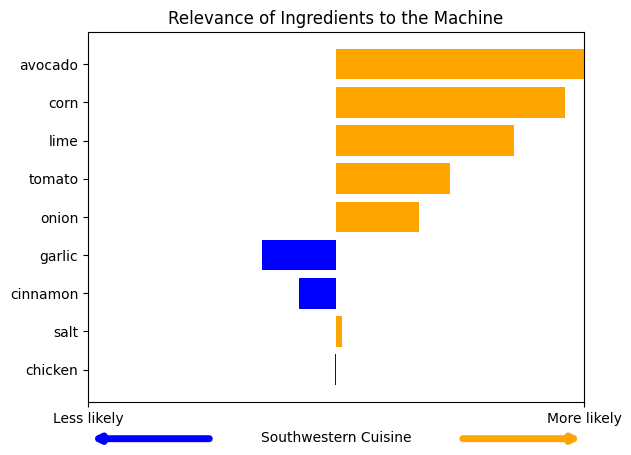 Relevance of Ingredients to the Machine
avocado
corn
lime
tomato
onion
garlic
cinnamon
salt
chicken
Less likely
More likely
Southwestern Cuisine